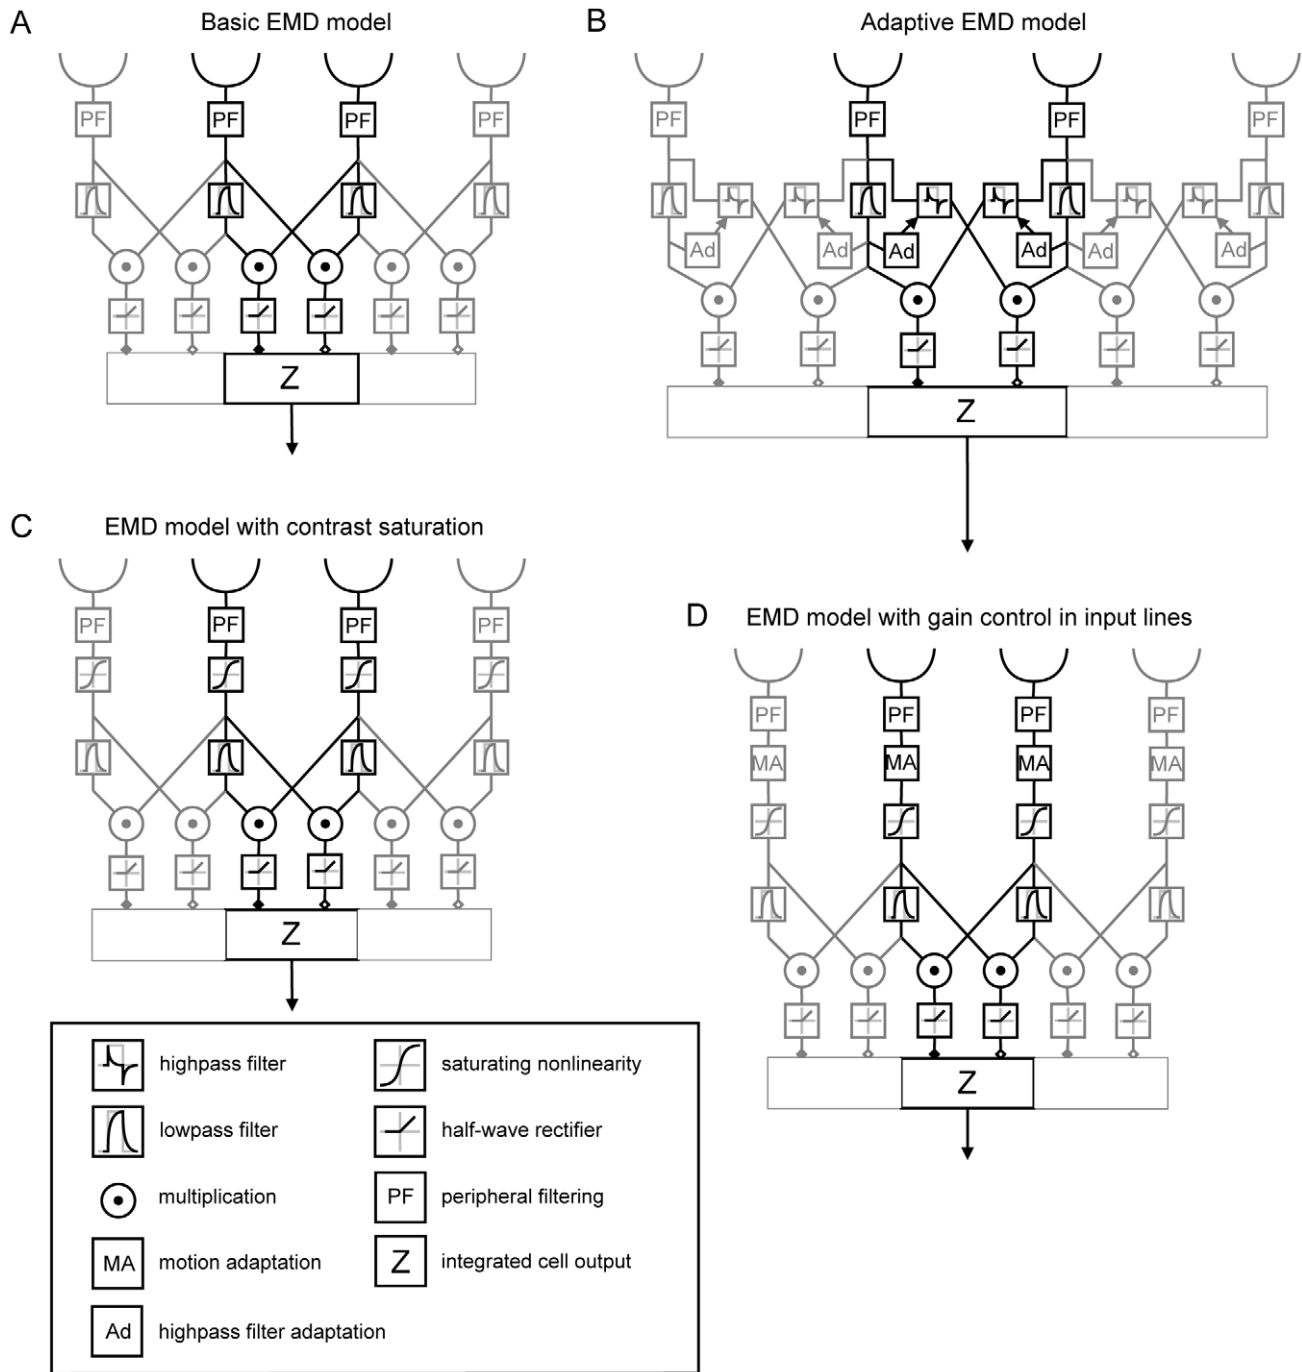 A
Basic EMD model
PF PF PF PF
Z
B
Adaptive EMD model
PF PF PF PF
Ad Ad Ad Ad Ad Ad
Z
C
EMD model with contrast saturation
PF PF PF PF
Z
D
EMD model with gain control in input lines
PF PF PF PF
MA MA MA MA
Z
highpass filter
saturating nonlinearity
lowpass filter
half-wave rectifier
multiplication
PF peripheral filtering
MA motion adaptation
Z integrated cell output
Ad highpass filter adaptation